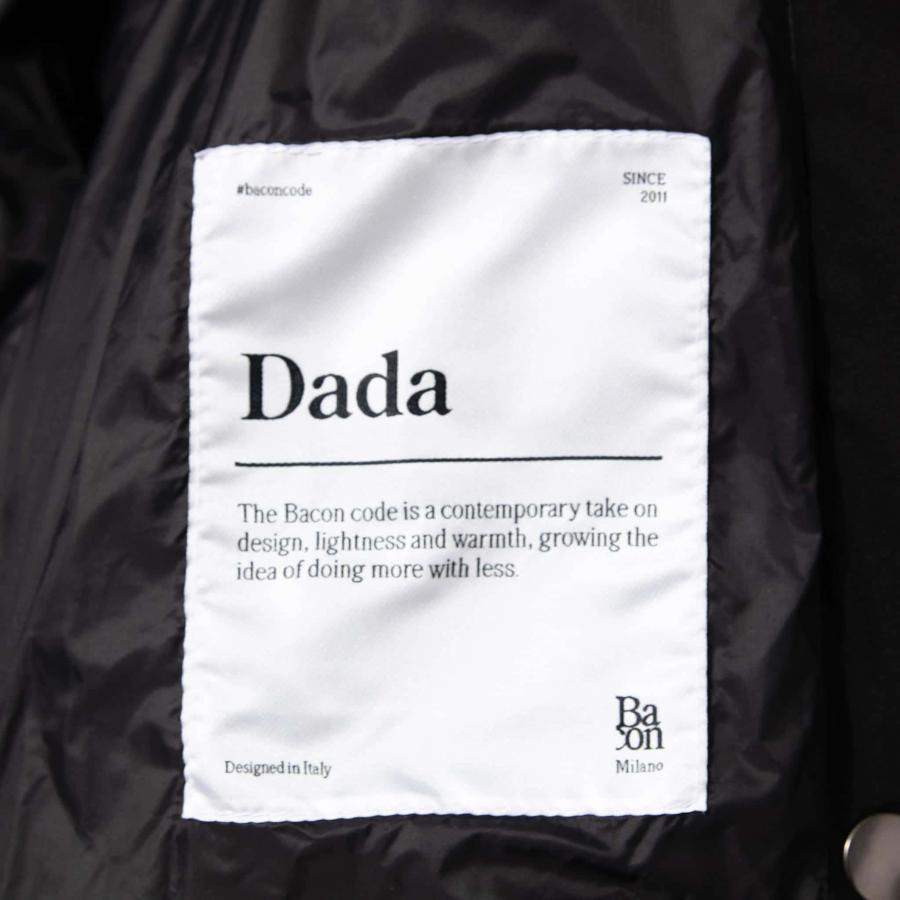 #baconcode
SINCE
2011
Dada
The Bacon code is a contemporary take on
design, lightness and warmth, growing the
idea of doing more with less.
Designed in Italy
Ba
con
Milano